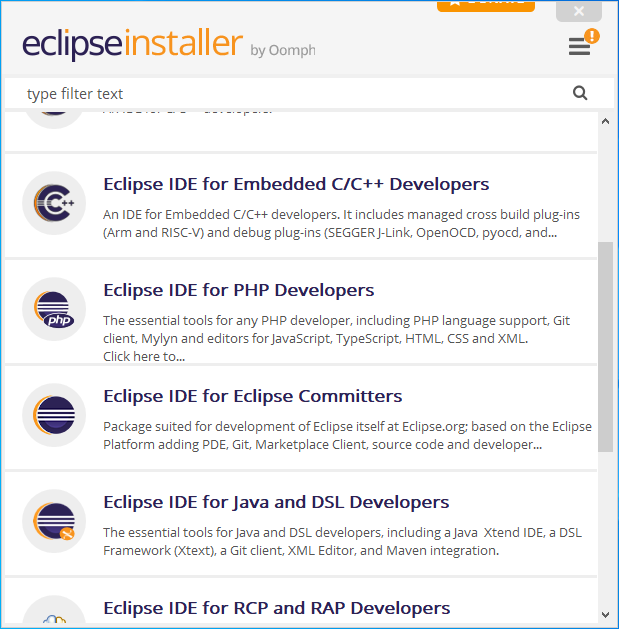 eclipseinstaller by Oomph
type filter text
Eclipse IDE for Embedded C/C++ Developers
An IDE for Embedded C/C++ developers. It includes managed cross build plug-ins
(Arm and RISC-V) and debug plug-ins (SEGGER J-Link, OpenOCD, pyocd, and...
Eclipse IDE for PHP Developers
php
The essential tools for any PHP developer, including PHP language support, Git
client, Mylyn and editors for JavaScript, TypeScript, HTML, CSS and XML.
Click here to...
Eclipse IDE for Eclipse Committers
Package suited for development of Eclipse itself at Eclipse.org; based on the Eclipse
Platform adding PDE, Git, Marketplace Client, source code and developer...
Eclipse IDE for Java and DSL Developers
The essential tools for Java and DSL developers, including a Java  Xtend IDE, a DSL
Framework (Xtext), a Git client, XML Editor, and Maven integration.
Eclipse IDE for RCP and RAP Developers